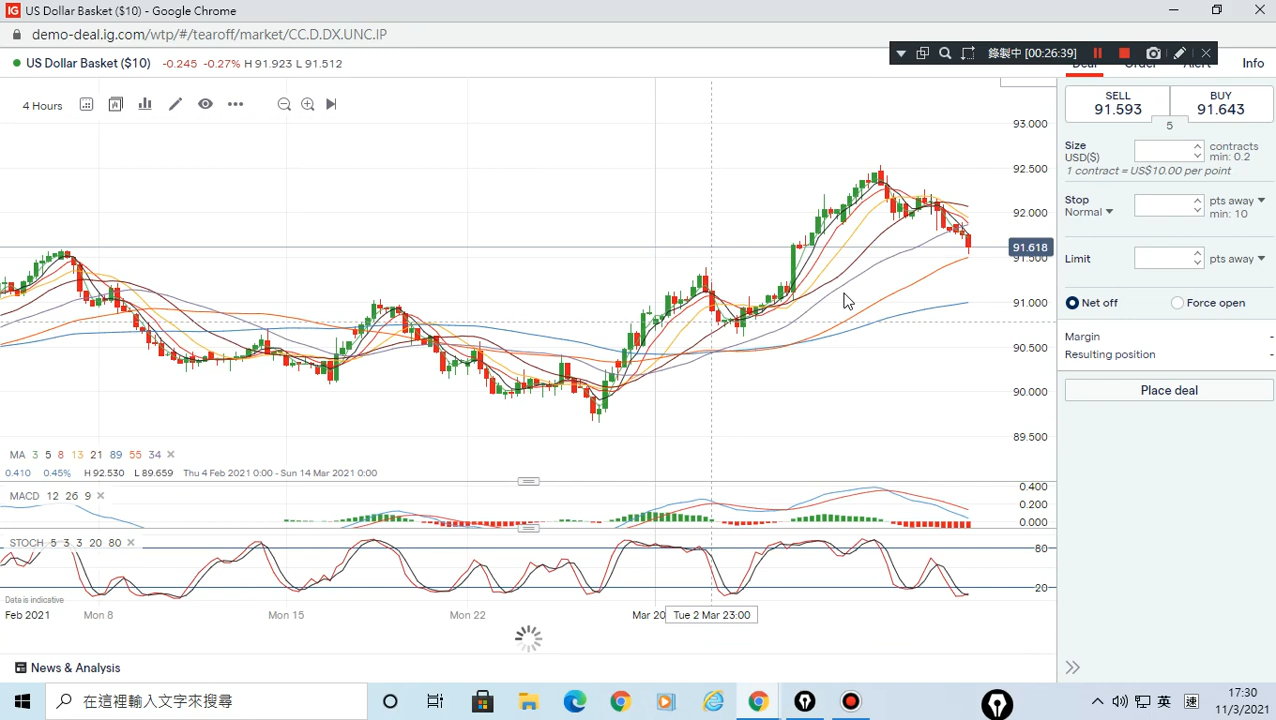 US Dollar Basket ($10) - Google Chrome
demo-deal.ig.com/wtp/#/tearoff/market/CC.D.DX.UNC.IP
US Dollar Basket ($10) -0.245 -0.27% H 91.923 L 91.512
錄製中 [00:26:39]
Info
4 Hours
93.000
92.500
92.000
91.618
91.500
91.000
90.500
90.000
89.500
MA 3 5 8 13 21 89 55 34
0.410 0.45% H 92.530 L 89.659 Thu 4 Feb 2021 0:00 - Sun 14 Mar 2021 0:00
MACD 12 26 9
0.400
0.200
0.000
STOCH 9 3 3 20 80
80
20
Data is indicative
Feb 2021 Mon 8 Mon 15 Mon 22 Mar 20 Tue 2 Mar 23:00
News & Analysis
SELL
91.593
BUY
91.643
5
Size
USD($)
contracts
min: 0.2
1 contract = US$10.00 per point
Stop
Normal
pts away
min: 10
Limit
pts away
Net off
Force open
Margin -
Resulting position -
Place deal
在這裡輸入文字來搜尋
英
17:30
11/3/2021